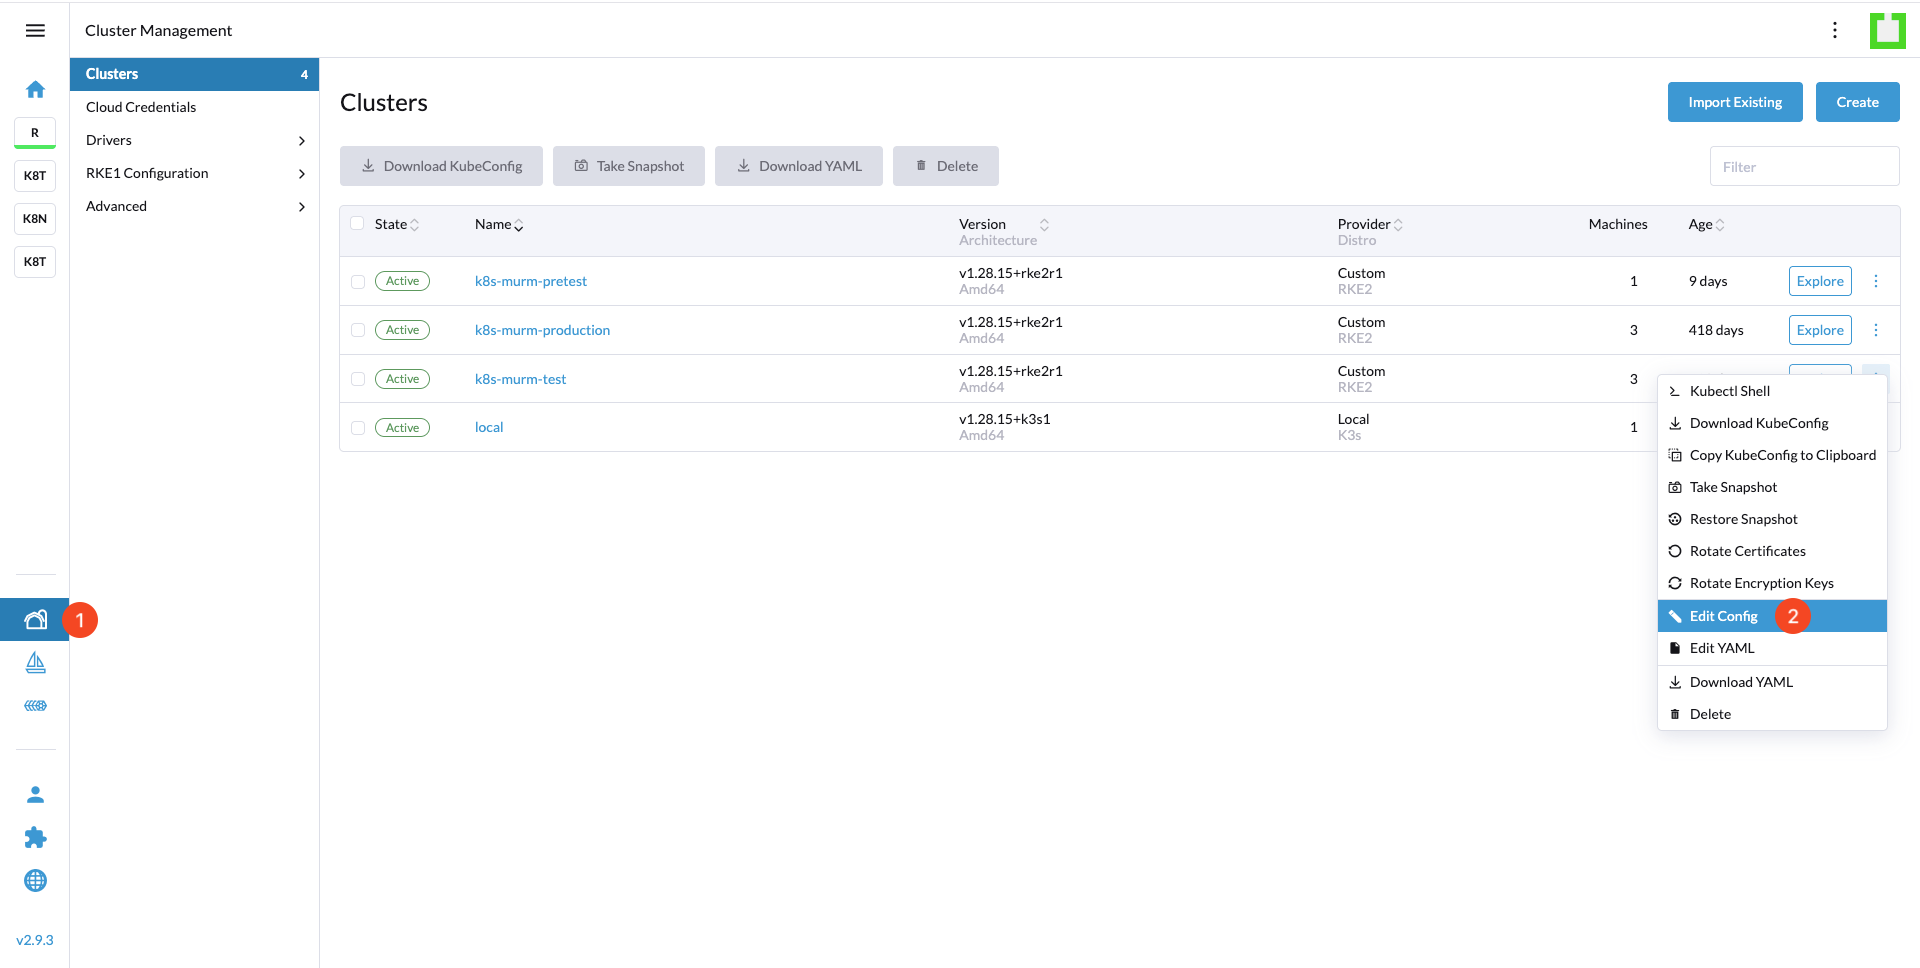 Cluster Management
R
K8T
K8N
K8T
1
v2.9.3
Clusters 4
Cloud Credentials
Drivers
RKE1 Configuration
Advanced
Clusters
Import Existing
Create
Download KubeConfig
Take Snapshot
Download YAML
Delete
Filter
State Name Version Provider Machines Age
Architecture Distro
Active k8s-murm-pretest v1.28.15+rke2r1 Custom 1 9 days Explore
Amd64 RKE2
Active k8s-murm-production v1.28.15+rke2r1 Custom 3 418 days Explore
Amd64 RKE2
Active k8s-murm-test v1.28.15+rke2r1 Custom 3
Amd64 RKE2
Active local v1.28.15+k3s1 Local 1
Amd64 K3s
Kubectl Shell
Download KubeConfig
Copy KubeConfig to Clipboard
Take Snapshot
Restore Snapshot
Rotate Certificates
Rotate Encryption Keys
Edit Config 2
Edit YAML
Download YAML
Delete